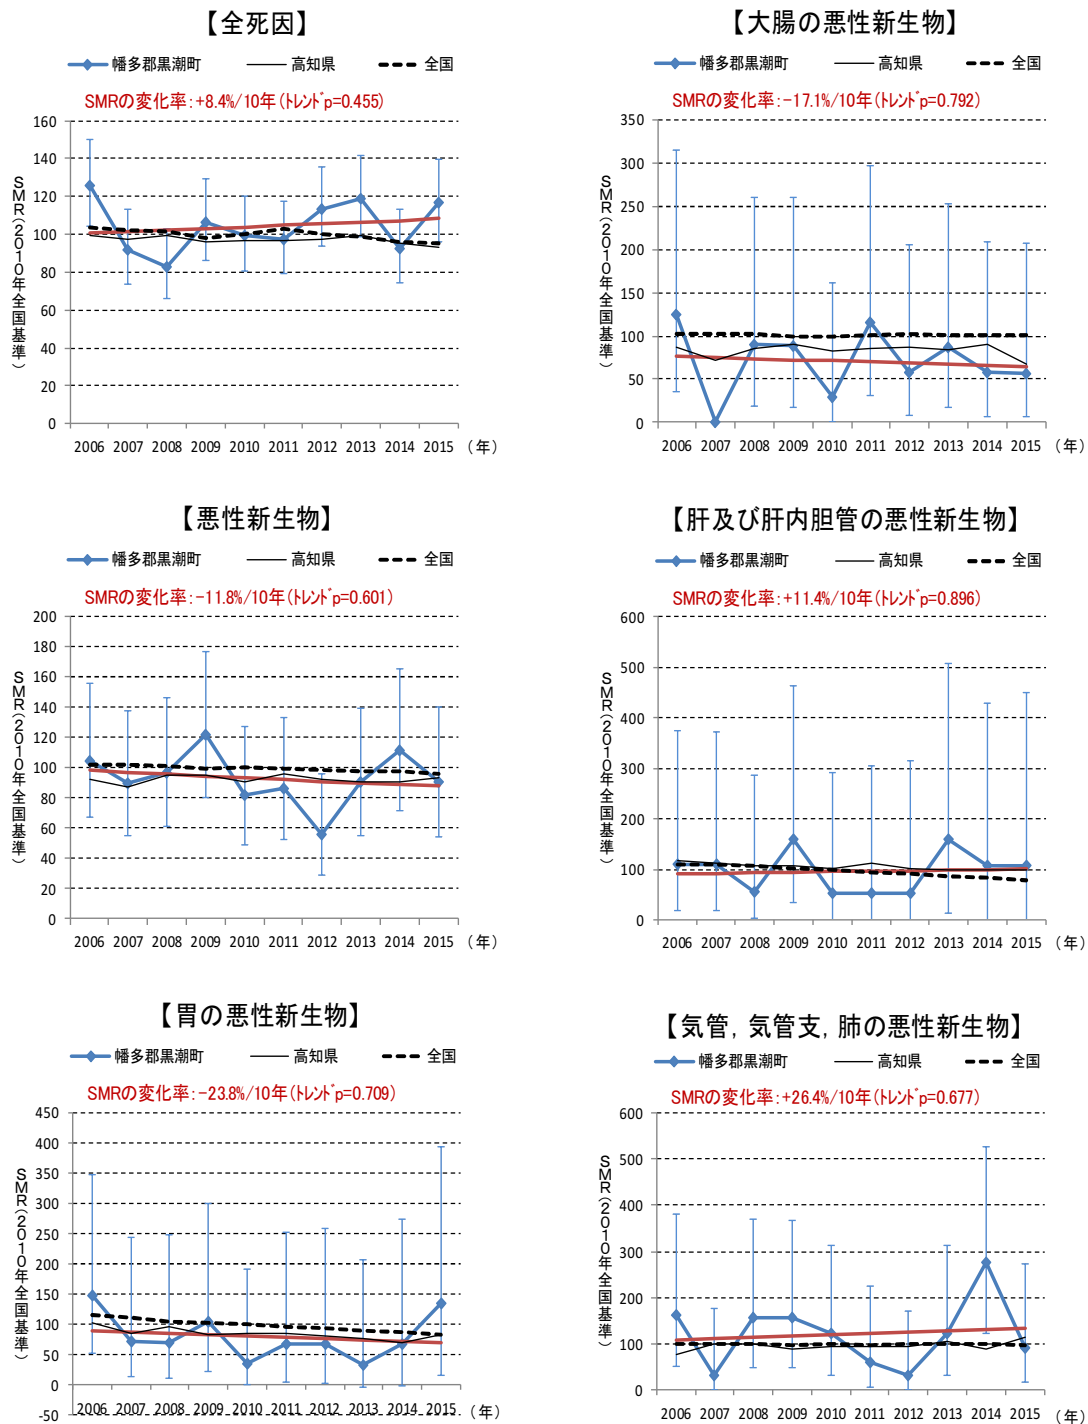 【全死因】
幡多郡黒潮町 高知県 全国
SMRの変化率:+8.4%/10年(トレンドp=0.455)
SMR(2010年全国基準)
160
140
120
100
80
60
40
20
0
2006 2007 2008 2009 2010 2011 2012 2013 2014 2015 (年)
【大腸の悪性新生物】
幡多郡黒潮町 高知県 全国
SMRの変化率:-17.1%/10年(トレンドp=0.792)
SMR(2010年全国基準)
350
300
250
200
150
100
50
0
2006 2007 2008 2009 2010 2011 2012 2013 2014 2015 (年)
【悪性新生物】
幡多郡黒潮町 高知県 全国
SMRの変化率:-11.8%/10年(トレンドp=0.601)
SMR(2010年全国基準)
200
180
160
140
120
100
80
60
40
20
0
2006 2007 2008 2009 2010 2011 2012 2013 2014 2015 (年)
【肝及び肝内胆管の悪性新生物】
幡多郡黒潮町 高知県 全国
SMRの変化率:+11.4%/10年(トレンドp=0.896)
SMR(2010年全国基準)
600
500
400
300
200
100
0
2006 2007 2008 2009 2010 2011 2012 2013 2014 2015 (年)
【胃の悪性新生物】
幡多郡黒潮町 高知県 全国
SMRの変化率:-23.8%/10年(トレンドp=0.709)
SMR(2010年全国基準)
450
400
350
300
250
200
150
100
50
0
-50
2006 2007 2008 2009 2010 2011 2012 2013 2014 2015 (年)
【気管, 気管支, 肺の悪性新生物】
幡多郡黒潮町 高知県 全国
SMRの変化率:+26.4%/10年(トレンドp=0.677)
SMR(2010年全国基準)
600
500
400
300
200
100
0
2006 2007 2008 2009 2010 2011 2012 2013 2014 2015 (年)